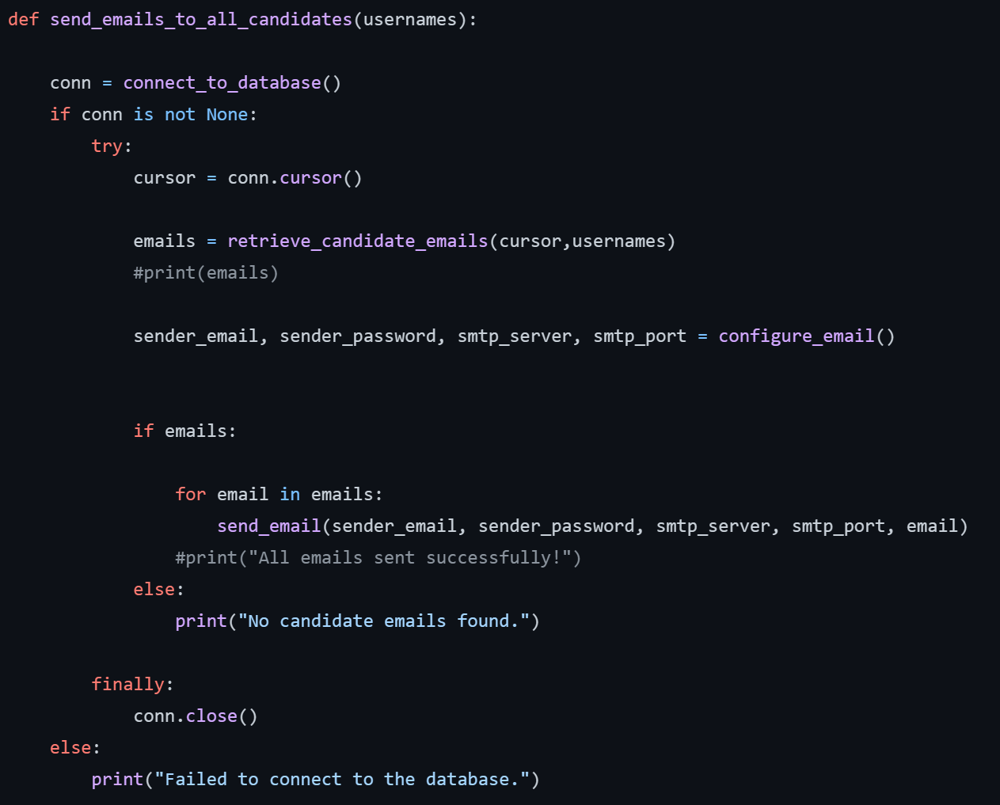 def send_emails_to_all_candidates(usernames):
    conn = connect_to_database()
    if conn is not None:
        try:
            cursor = conn.cursor()
            emails = retrieve_candidate_emails(cursor,usernames)
            #print(emails)
            sender_email, sender_password, smtp_server, smtp_port = configure_email()
            if emails:
                for email in emails:
                    send_email(sender_email, sender_password, smtp_server, smtp_port, email)
                #print("All emails sent successfully!")
            else:
                print("No candidate emails found.")
        finally:
            conn.close()
    else:
        print("Failed to connect to the database.")